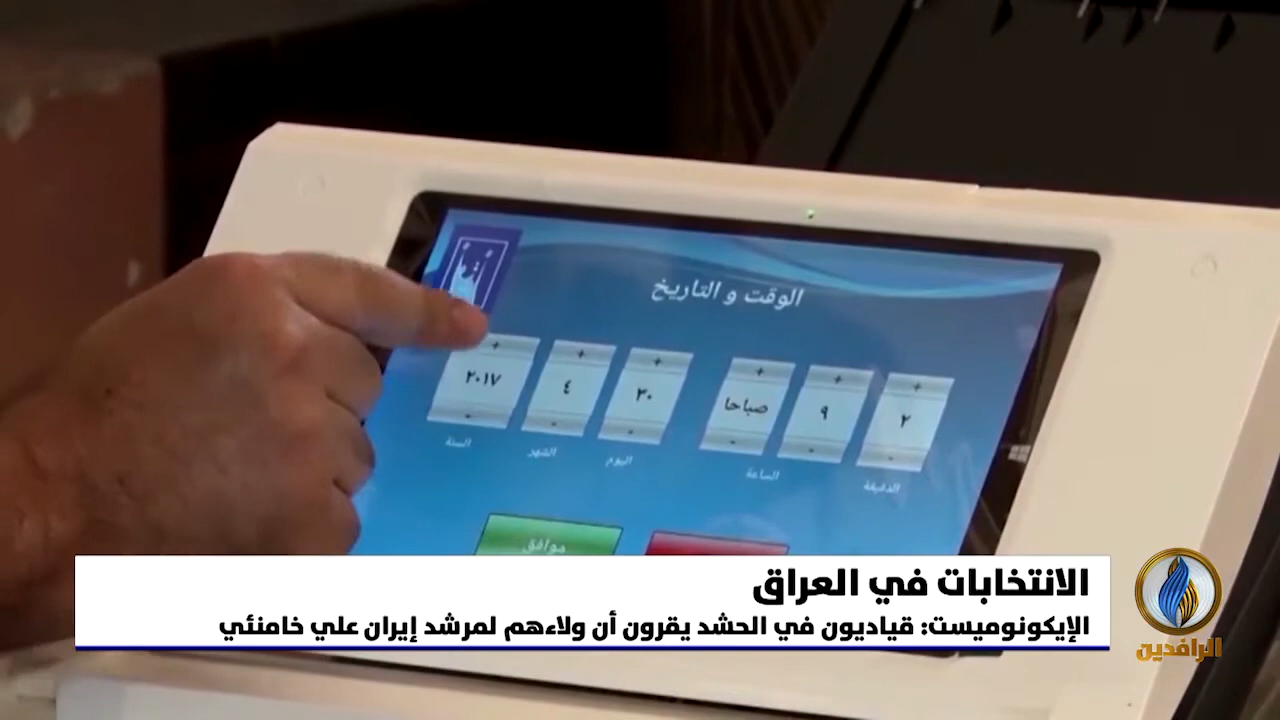 الوقت و التاريخ
+ + + + + +
٢ ٩ صباحا ٣٠ ٤ ٢٠١٧
- - - - - -
الدقيقة الساعة اليوم الشهر السنة
موافق
الانتخابات في العراق
الإيكونوميست: قياديون في الحشد يقرون أن ولاءهم لمرشد إيران علي خامنئي
الرافدين